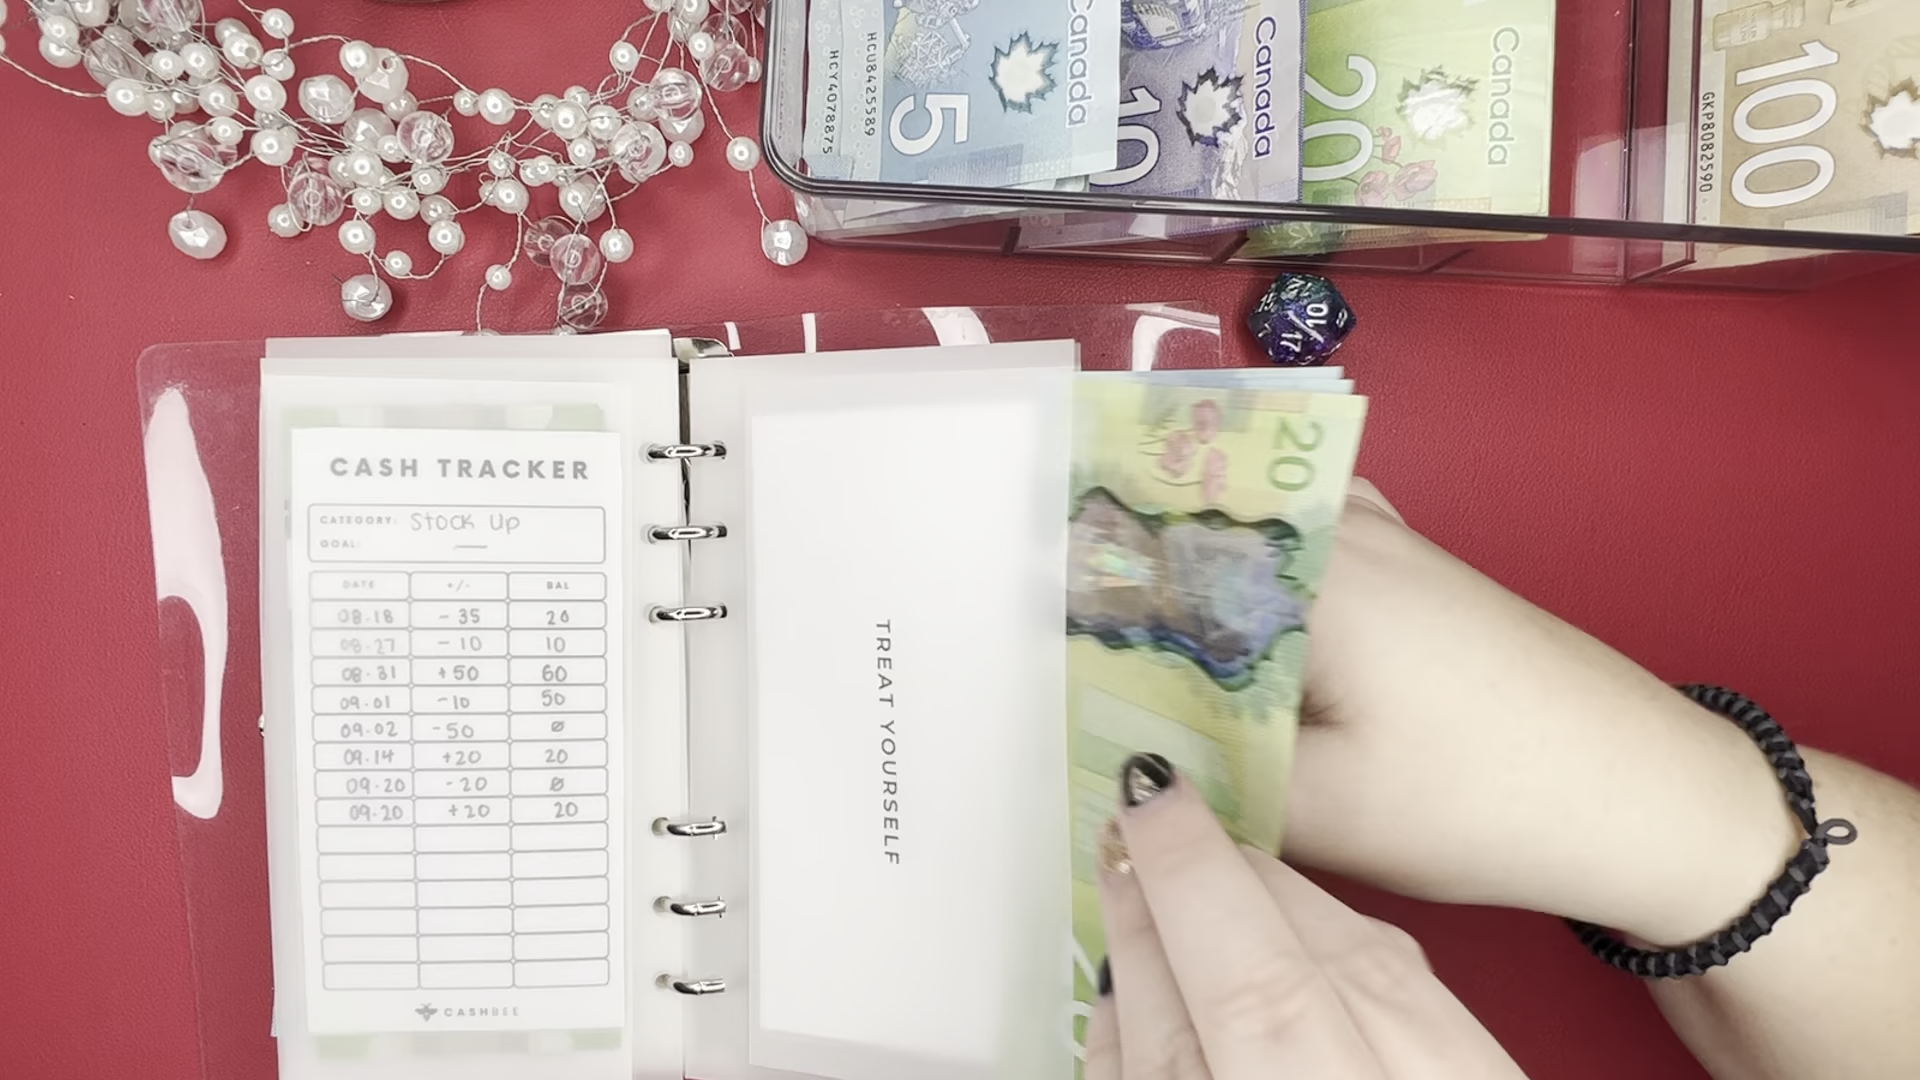 Canada
5
HCU8425589
HCY4078875
Canada
10
Canada
20
100
GKP8082590
10
17
CASH TRACKER
CATEGORY: Stock Up
GOAL: —
DATE +/- BAL
08.18 - 35 20
08.27 - 10 10
08.31 +50 60
09.01 -10 50
09.02 -50 ø
09.14 +20 20
09.20 - 20 ø
09.20 +20 20
CASHBEE
TREAT YOURSELF
20